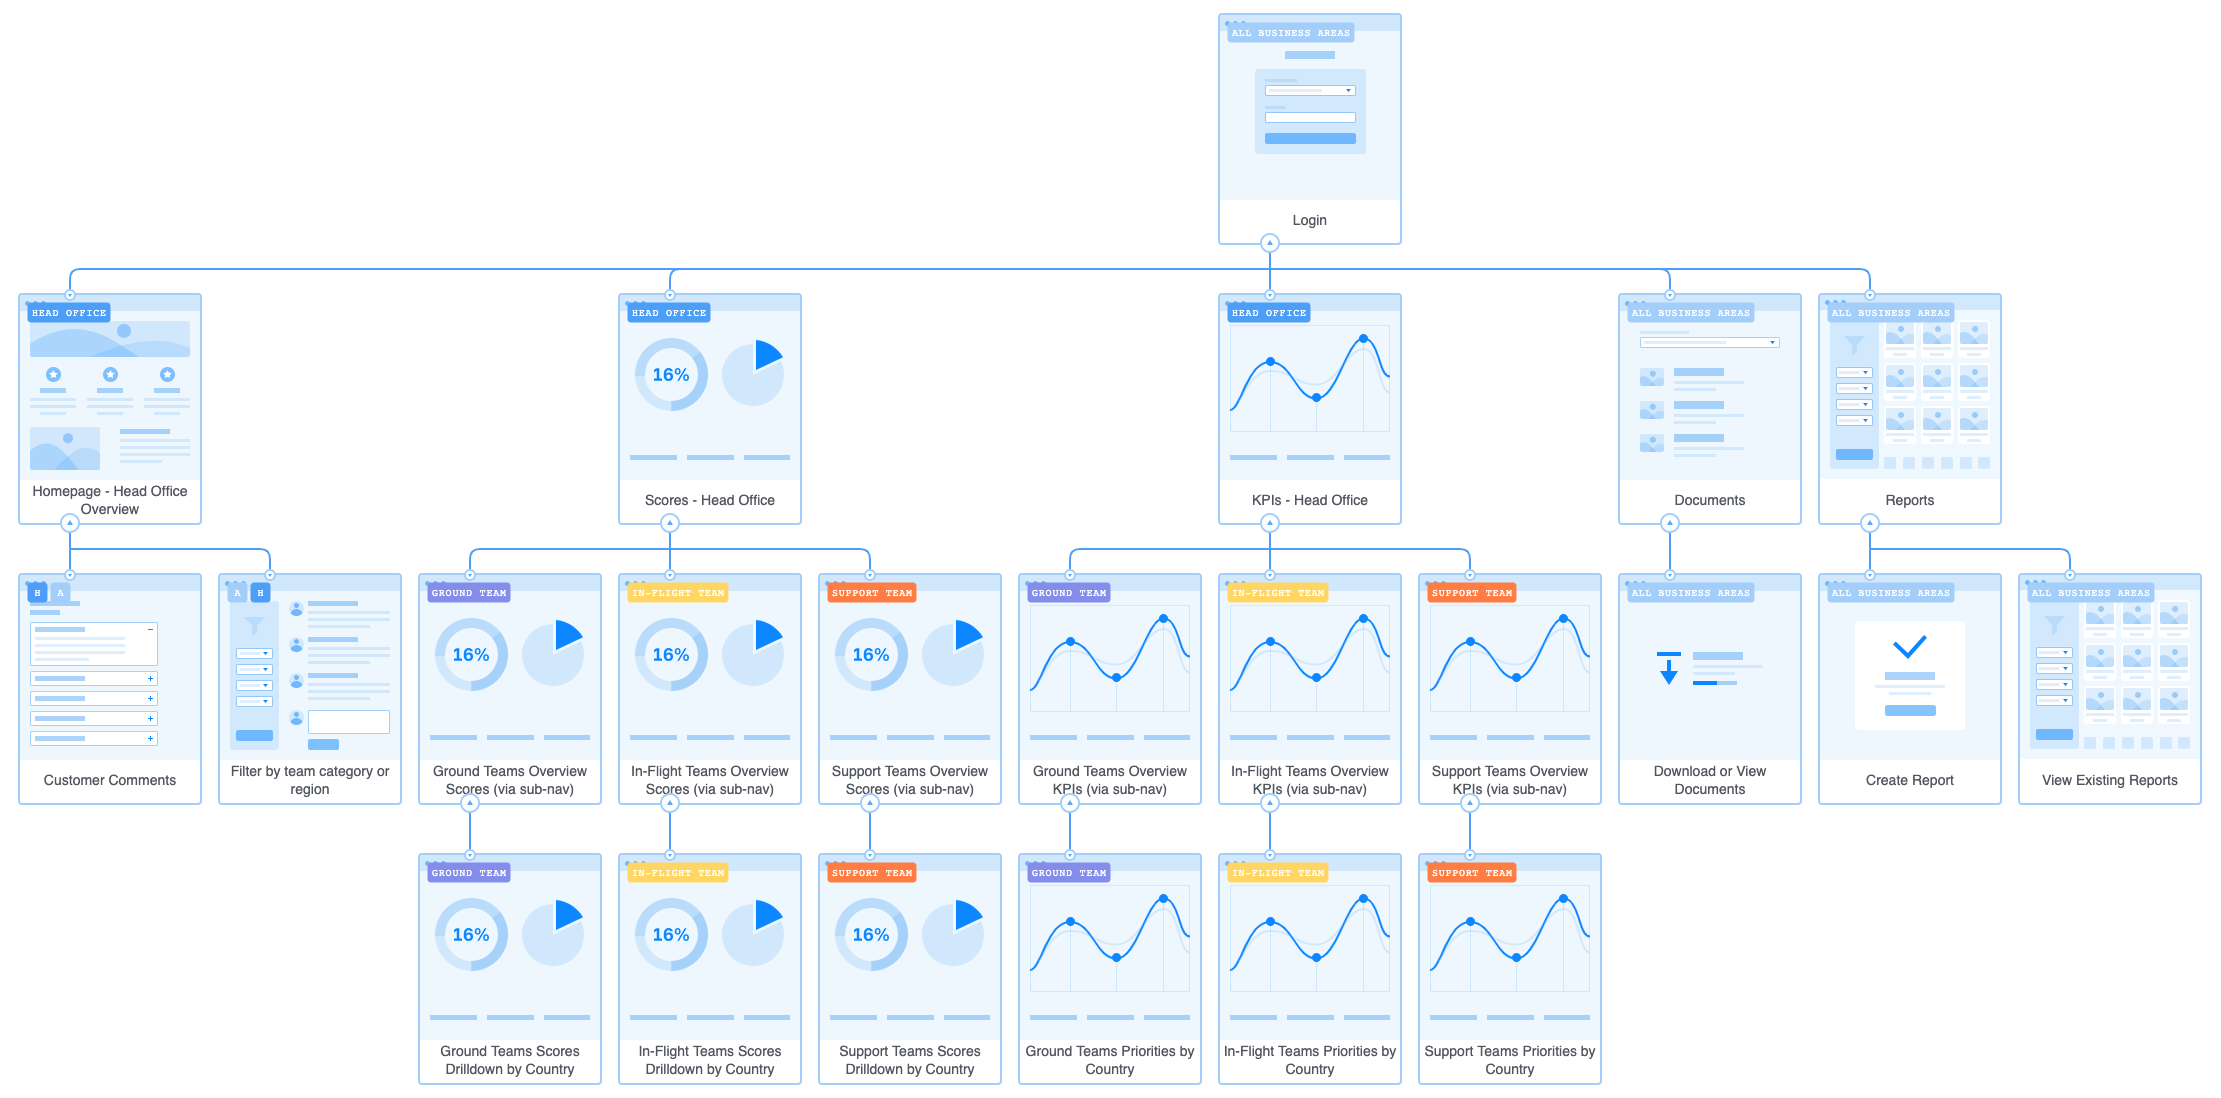 ALL BUSINESS AREAS
Login
HEAD OFFICE
Homepage - Head Office
Overview
HEAD OFFICE
16%
Scores - Head Office
HEAD OFFICE
KPIs - Head Office
ALL BUSINESS AREAS
Documents
ALL BUSINESS AREAS
Reports
H A
Customer Comments
A H
Filter by team category or
region
GROUND TEAM
16%
Ground Teams Overview
Scores (via sub-nav)
IN-FLIGHT TEAM
16%
In-Flight Teams Overview
Scores (via sub-nav)
SUPPORT TEAM
16%
Support Teams Overview
Scores (via sub-nav)
GROUND TEAM
Ground Teams Overview
KPIs (via sub-nav)
IN-FLIGHT TEAM
In-Flight Teams Overview
KPIs (via sub-nav)
SUPPORT TEAM
Support Teams Overview
KPIs (via sub-nav)
ALL BUSINESS AREAS
Download or View
Documents
ALL BUSINESS AREAS
Create Report
ALL BUSINESS AREAS
View Existing Reports
GROUND TEAM
16%
Ground Teams Scores
Drilldown by Country
IN-FLIGHT TEAM
16%
In-Flight Teams Scores
Drilldown by Country
SUPPORT TEAM
16%
Support Teams Scores
Drilldown by Country
GROUND TEAM
Ground Teams Priorities by
Country
IN-FLIGHT TEAM
In-Flight Teams Priorities by
Country
SUPPORT TEAM
Support Teams Priorities by
Country